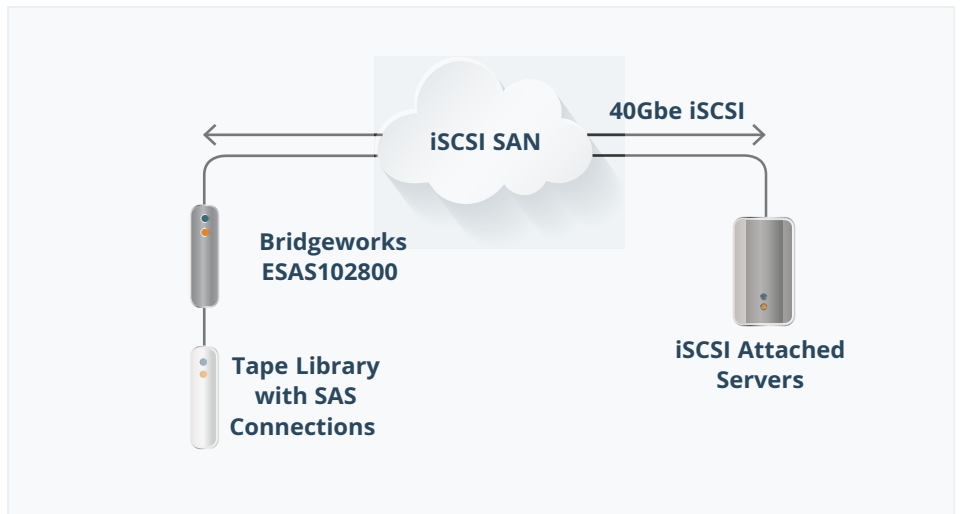 40Gbe iSCSI
iSCSI SAN
Bridgeworks
ESAS102800
iSCSI Attached
Servers
Tape Library
with SAS
Connections